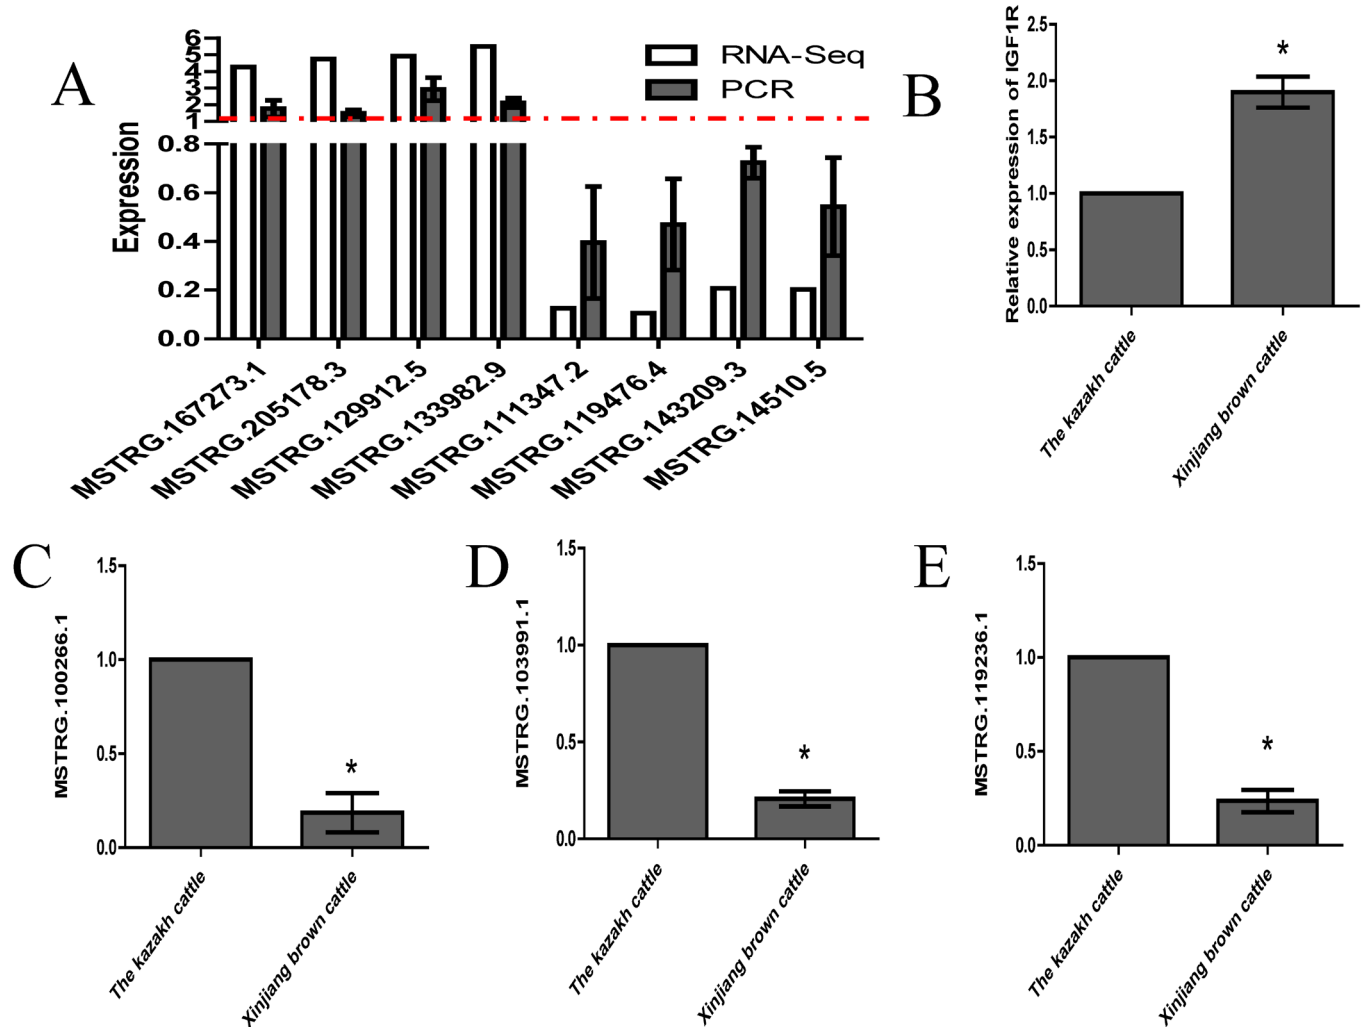 A
Expression
6
5
4
3
2
1
0.8
0.6
0.4
0.2
0.0
RNA-Seq
PCR
MSTRG.167273.1
MSTRG.205178.3
MSTRG.129912.5
MSTRG.133982.9
MSTRG.111347.2
MSTRG.119476.4
MSTRG.143209.3
MSTRG.14510.5
B
Relative expression of IGF1R
2.5
2.0
1.5
1.0
0.5
0.0
*
The kazakh cattle
Xinjiang brown cattle
C
MSTRG.100266.1
1.5
1.0
0.5
0.0
*
The kazakh cattle
Xinjiang brown cattle
D
MSTRG.103991.1
1.5
1.0
0.5
0.0
*
The kazakh cattle
Xinjiang brown cattle
E
MSTRG.119236.1
1.5
1.0
0.5
0.0
*
The kazakh cattle
Xinjiang brown cattle